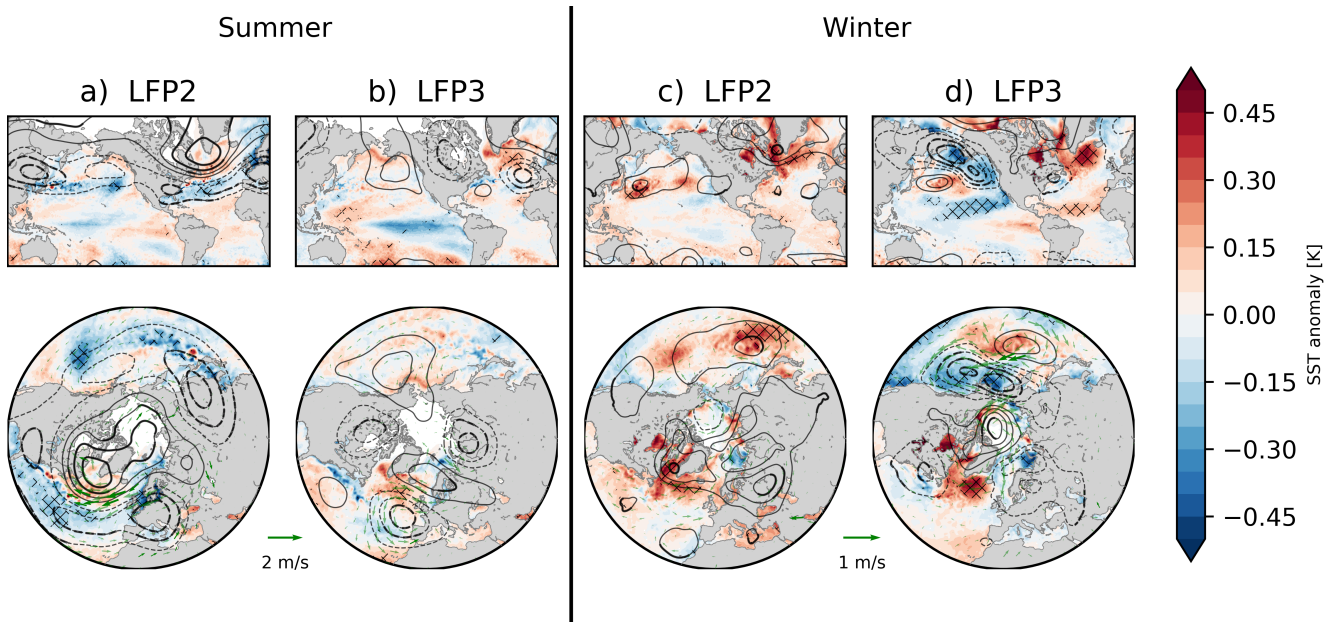 Summer
Winter
a) LFP2
b) LFP3
c) LFP2
d) LFP3
0.45
0.30
0.15
0.00
−0.15
−0.30
−0.45
SST anomaly [K]
2 m/s
1 m/s